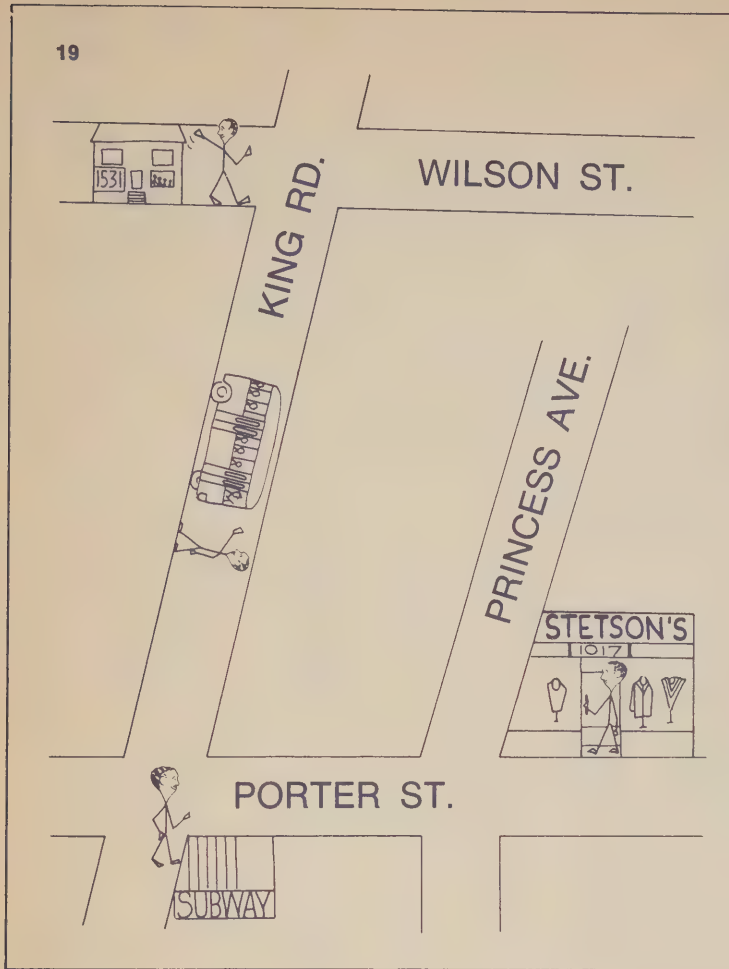 19
1531
KING RD.
WILSON ST.
PRINCESS AVE.
STETSON'S
1017
PORTER ST.
SUBWAY